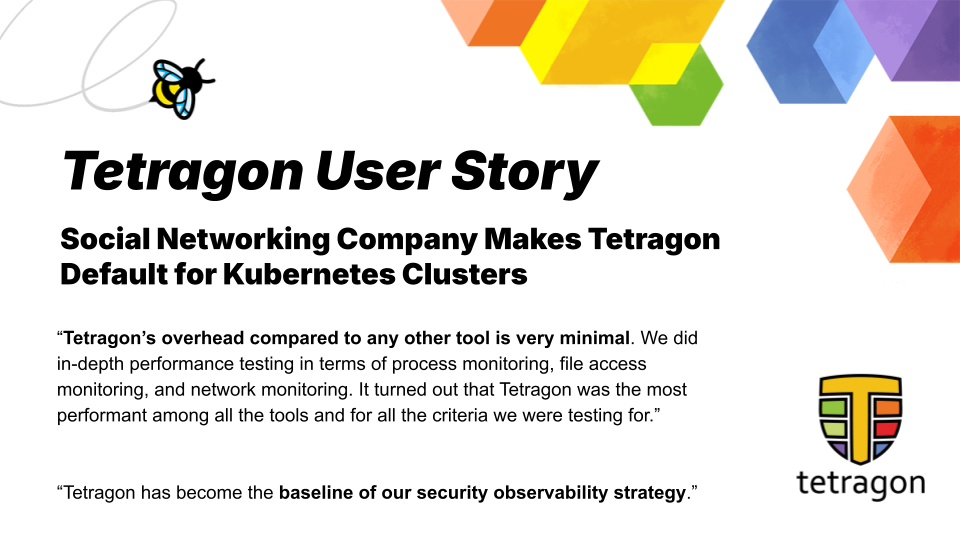 Tetragon User Story
Social Networking Company Makes Tetragon
Default for Kubernetes Clusters
“Tetragon’s overhead compared to any other tool is very minimal. We did
in-depth performance testing in terms of process monitoring, file access
monitoring, and network monitoring. It turned out that Tetragon was the most
performant among all the tools and for all the criteria we were testing for.”
“Tetragon has become the baseline of our security observability strategy.”
tetragon